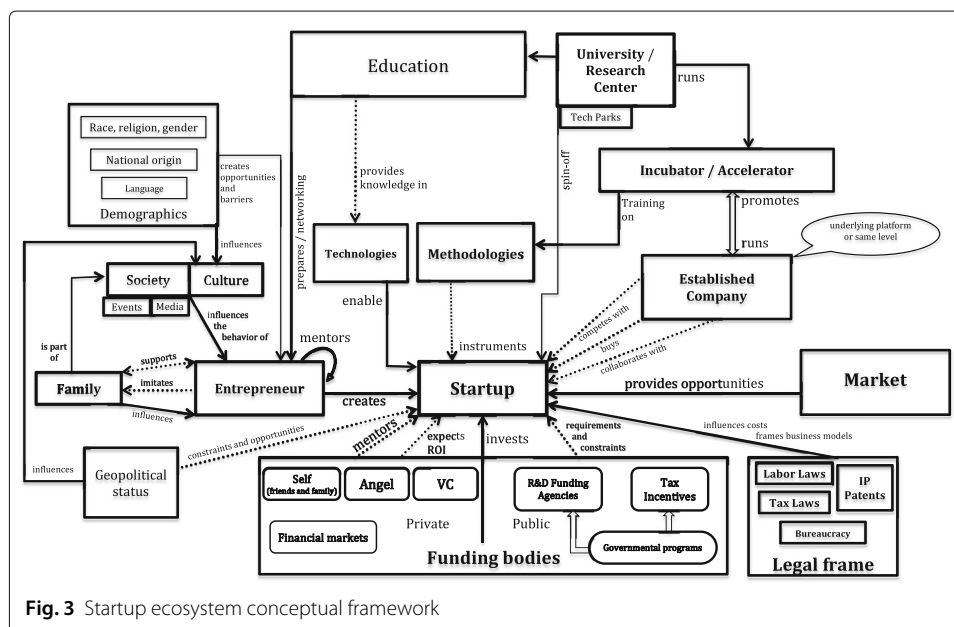 Education
University /
Research
Center
Tech Parks
runs
Race, religion, gender
National origin
Language
Demographics
creates
opportunities
and
barriers
influences
provides
knowledge in
prepares / networking
spin-off
Incubator / Accelerator
Training
on
promotes
runs
underlying platform
or same level
Technologies
Methodologies
Established
Company
Society
Culture
Events
Media
influences
the
behavior of
enable
instruments
competes with
buys
collaborates with
is part
of
supports
imitates
influences
Family
Entrepreneur
mentors
creates
Startup
provides opportunities
Market
constraints and opportunities
mentors
expects
ROI
invests
requirements
and
constraints
influences costs
frames business models
influences
Geopolitical
status
Self
(friends and family)
Angel
VC
R&D Funding
Agencies
Tax
Incentives
Financial markets
Private
Public
Governmental programs
Funding bodies
Labor Laws
Tax Laws
IP
Patents
Bureaucracy
Legal frame
Fig. 3 Startup ecosystem conceptual framework